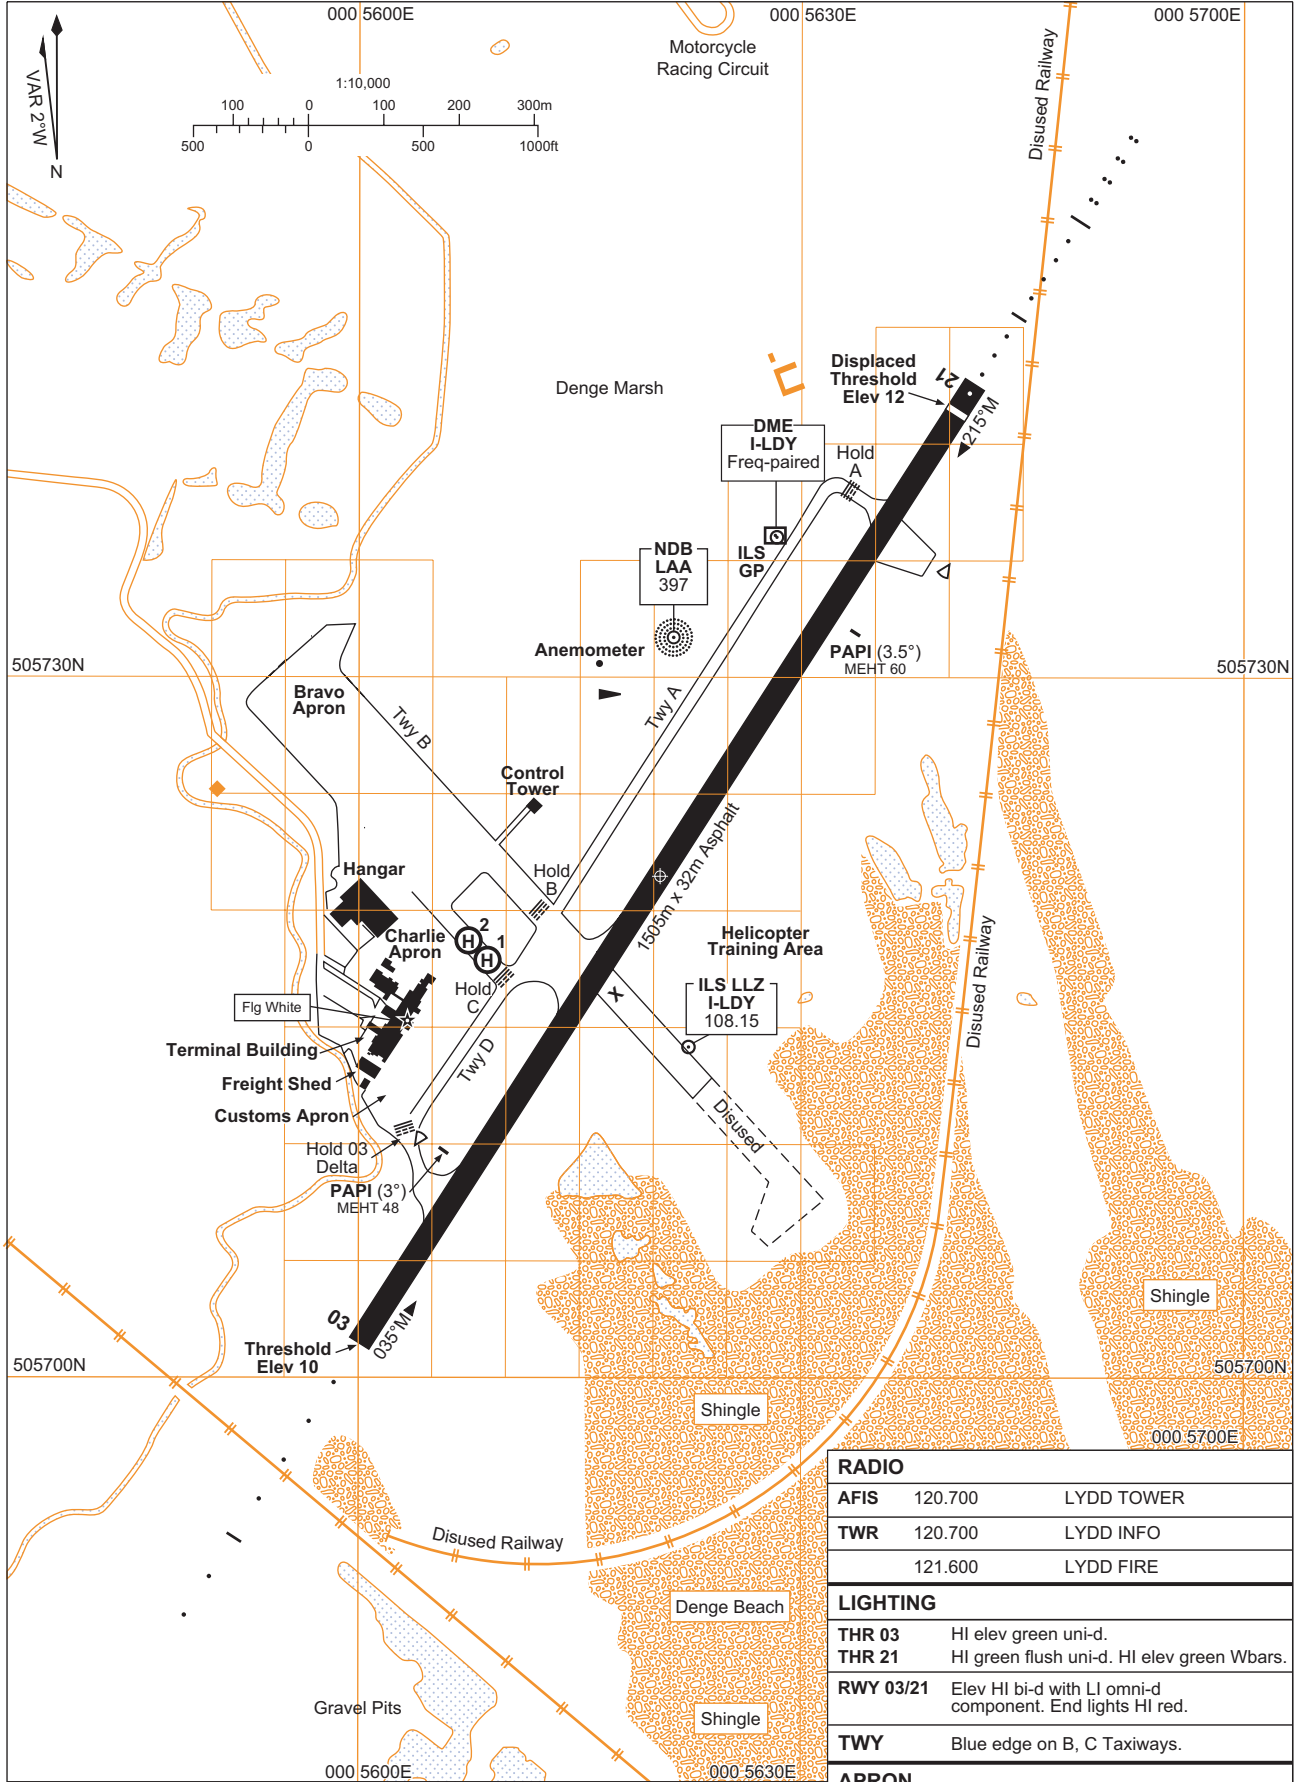 000 5600E
000 5630E
000 5700E
Motorcycle
Racing Circuit
VAR 2°W
N
1:10,000
100 0 100 200 300m
500 0 500 1000ft
Disused Railway
Denge Marsh
Displaced
Threshold
Elev 12
21
215°M
DME
I-LDY
Freq-paired
Hold
A
ILS
GP
NDB
LAA
397
Anemometer
PAPI (3.5°)
MEHT 60
505730N
505730N
Bravo
Apron
Twy B
Twy A
Control
Tower
1505m x 32m Asphalt
Hangar
Hold
B
Charlie
Apron
H 2
H 1
Helicopter
Training Area
Hold
C
Flg White
ILS LLZ
I-LDY
108.15
X
Disused Railway
Terminal Building
Twy D
Freight Shed
Customs Apron
Disused
Hold 03
Delta
PAPI (3°)
MEHT 48
03
035°M
Threshold
Elev 10
Shingle
505700N
505700N
Shingle
000 5700E
Disused Railway
Denge Beach
Gravel Pits
Shingle
000 5600E
000 5630E
RADIO
AFIS 120.700 LYDD TOWER
TWR 120.700 LYDD INFO
121.600 LYDD FIRE
LIGHTING
THR 03 HI elev green uni-d.
THR 21 HI green flush uni-d. HI elev green Wbars.
RWY 03/21 Elev HI bi-d with LI omni-d
component. End lights HI red.
TWY Blue edge on B, C Taxiways.
APRON